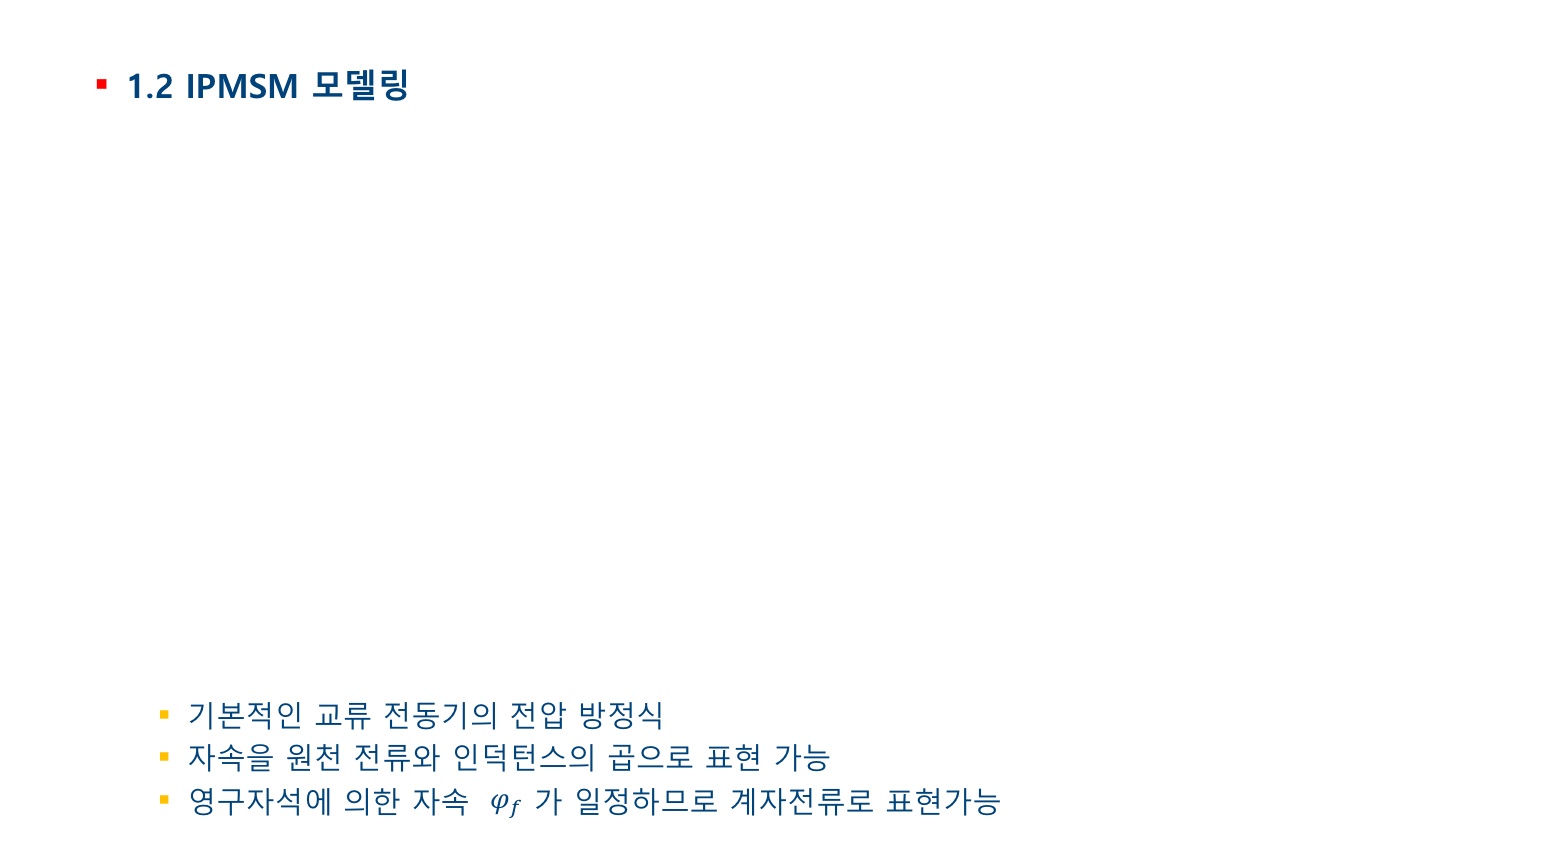 ▪ 1.2 IPMSM 모델링
▪ 기본적인 교류 전동기의 전압 방정식
▪ 자속을 원천 전류와 인덕턴스의 곱으로 표현 가능
▪ 영구자석에 의한 자속 φ_f 가 일정하므로 계자전류로 표현가능